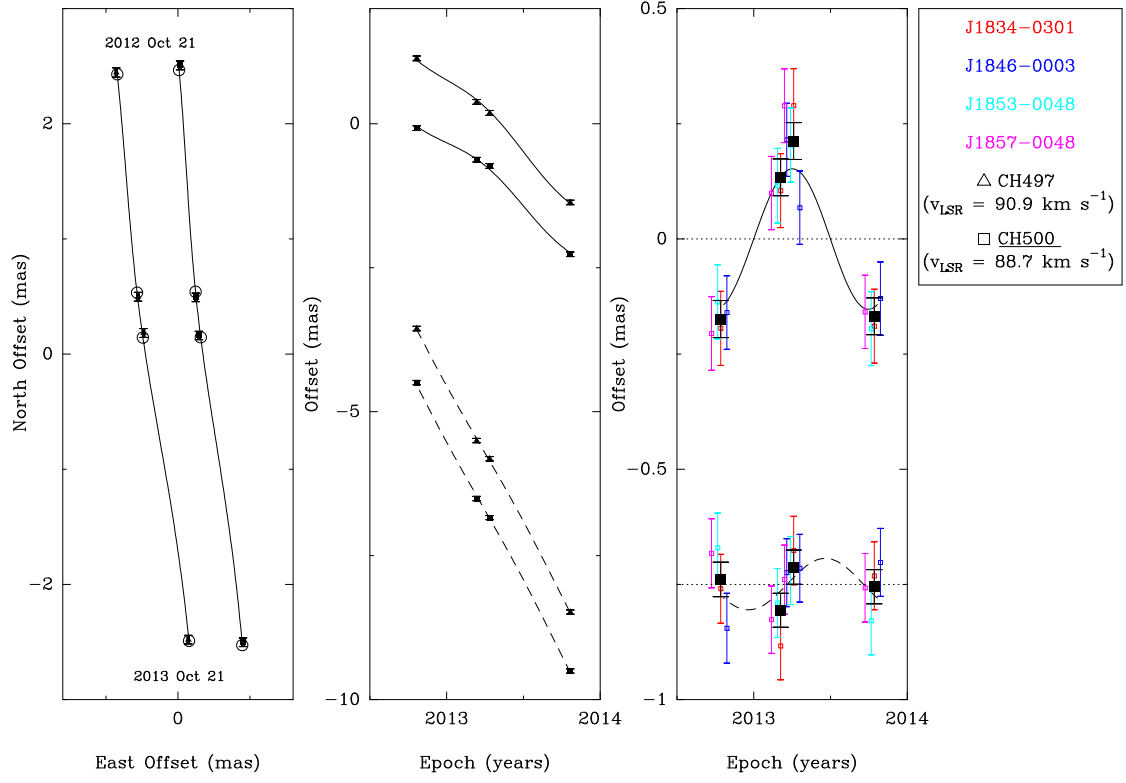 2012 Oct 21
2013 Oct 21
2
0
−2
North Offset (mas)
0
East Offset (mas)
0
−5
−10
Offset (mas)
2013
2014
Epoch (years)
0.5
0
−0.5
−1
Offset (mas)
2013
2014
Epoch (years)
J1834−0301
J1846−0003
J1853−0048
J1857−0048
△ CH497
(vLSR = 90.9 km s−1)
□ CH500
(vLSR = 88.7 km s−1)